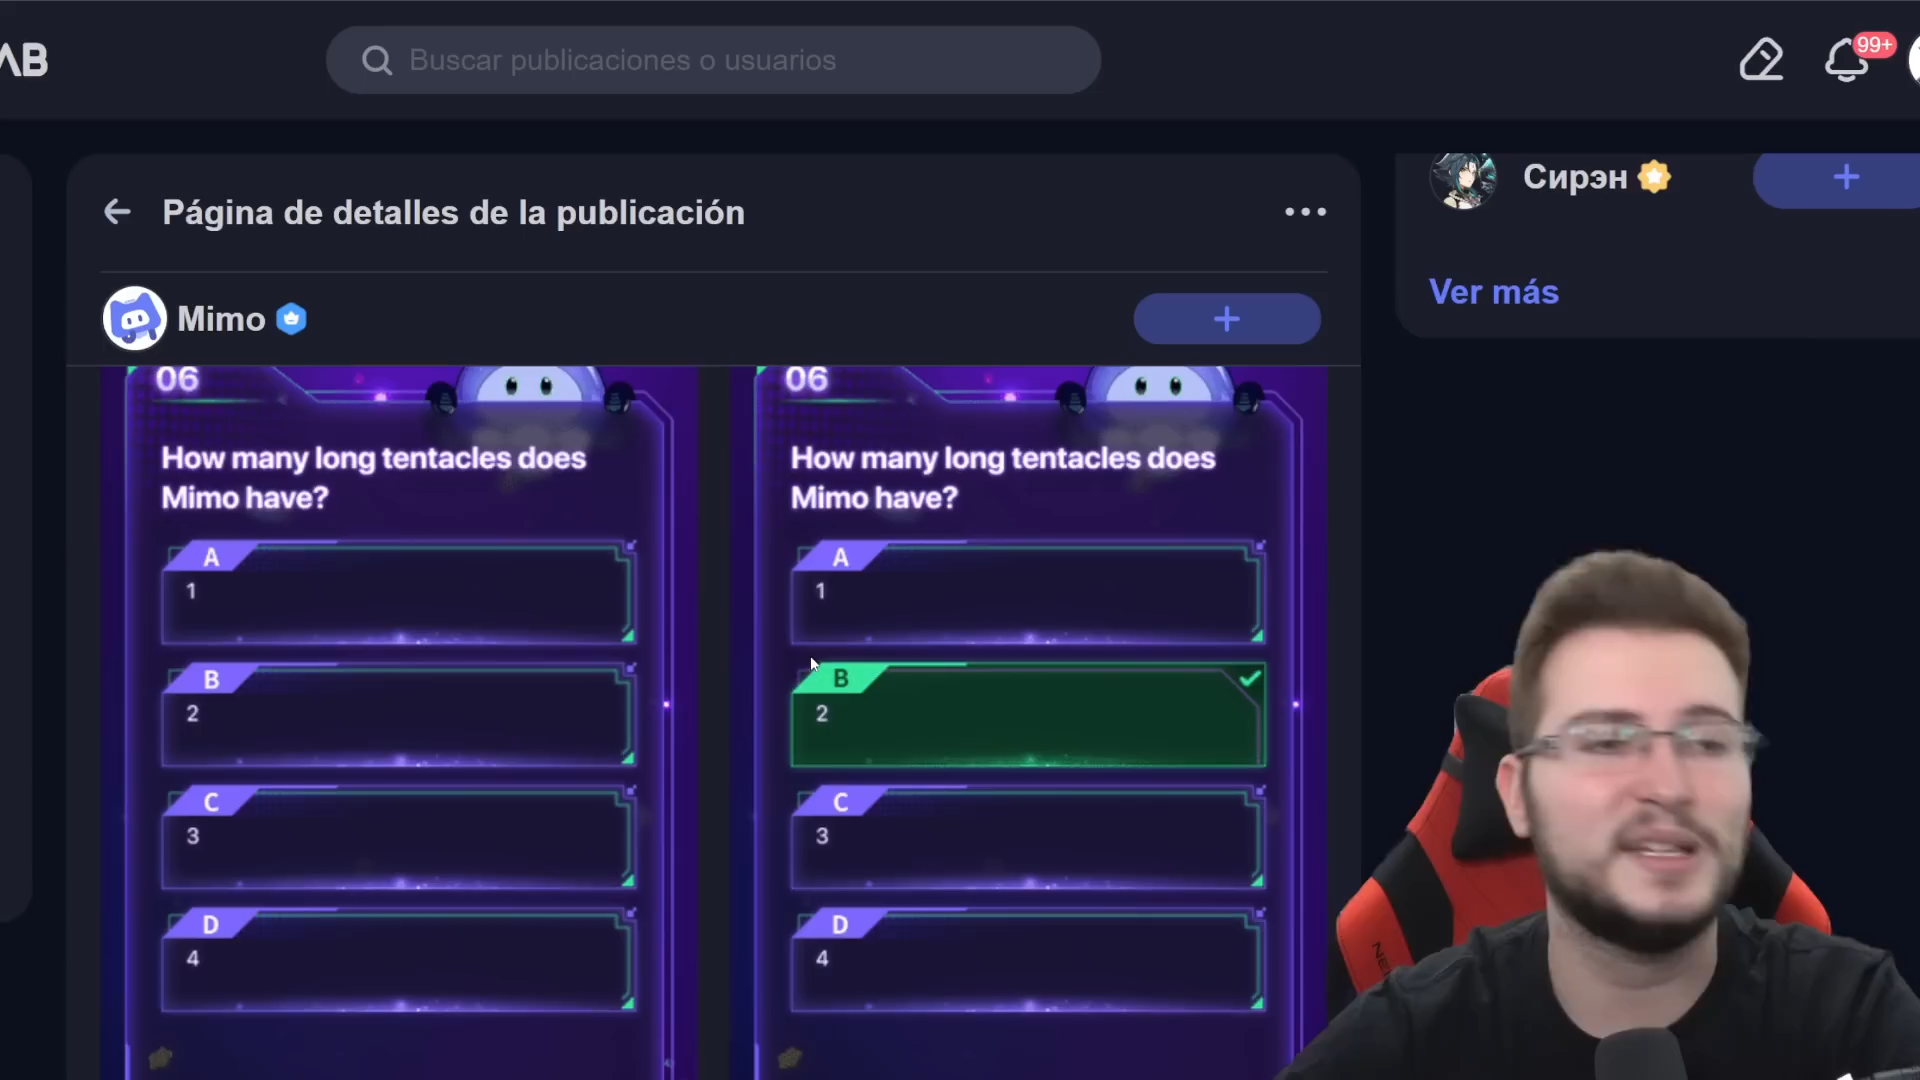 AB
Buscar publicaciones o usuarios
99+
Página de detalles de la publicación
Сирэн
Ver más
Mimo
06
How many long tentacles does
Mimo have?
A
1
B
2
C
3
D
4
06
How many long tentacles does
Mimo have?
A
1
B
2
C
3
D
4